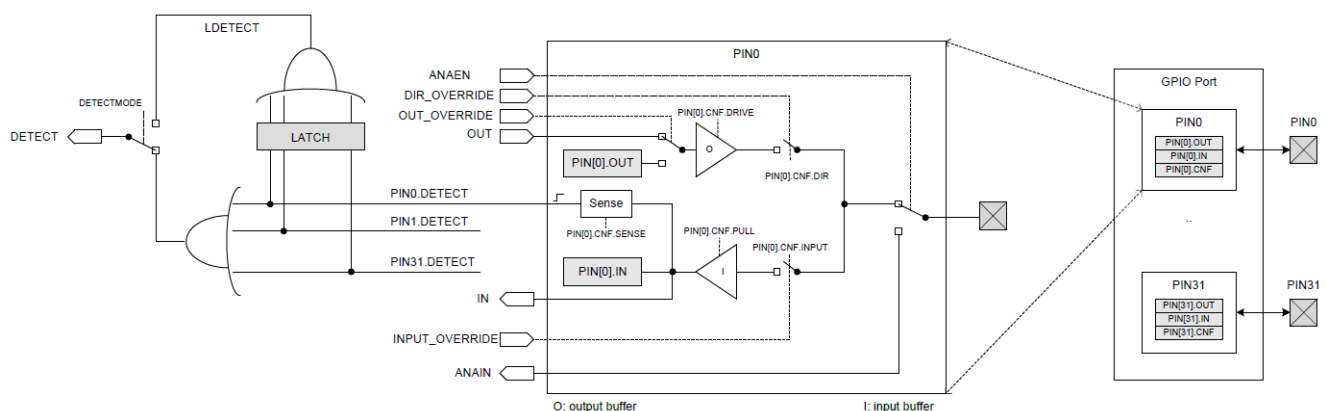 LDETECT
DETECTMODE
DETECT
LATCH
PIN0.DETECT
PIN1.DETECT
PIN31.DETECT
PIN0
ANAEN
DIR_OVERRIDE
OUT_OVERRIDE
OUT
PIN[0].CNF.DRIVE
O
PIN[0].OUT
PIN[0].CNF.DIR
Sense
PIN[0].CNF.SENSE
PIN[0].CNF.PULL
PIN[0].CNF.INPUT
PIN[0].IN
I
IN
INPUT_OVERRIDE
ANAIN
O: output buffer
I: input buffer
GPIO Port
PIN0
PIN[0].OUT
PIN[0].IN
PIN[0].CNF
PIN0
..
PIN31
PIN[31].OUT
PIN[31].IN
PIN[31].CNF
PIN31